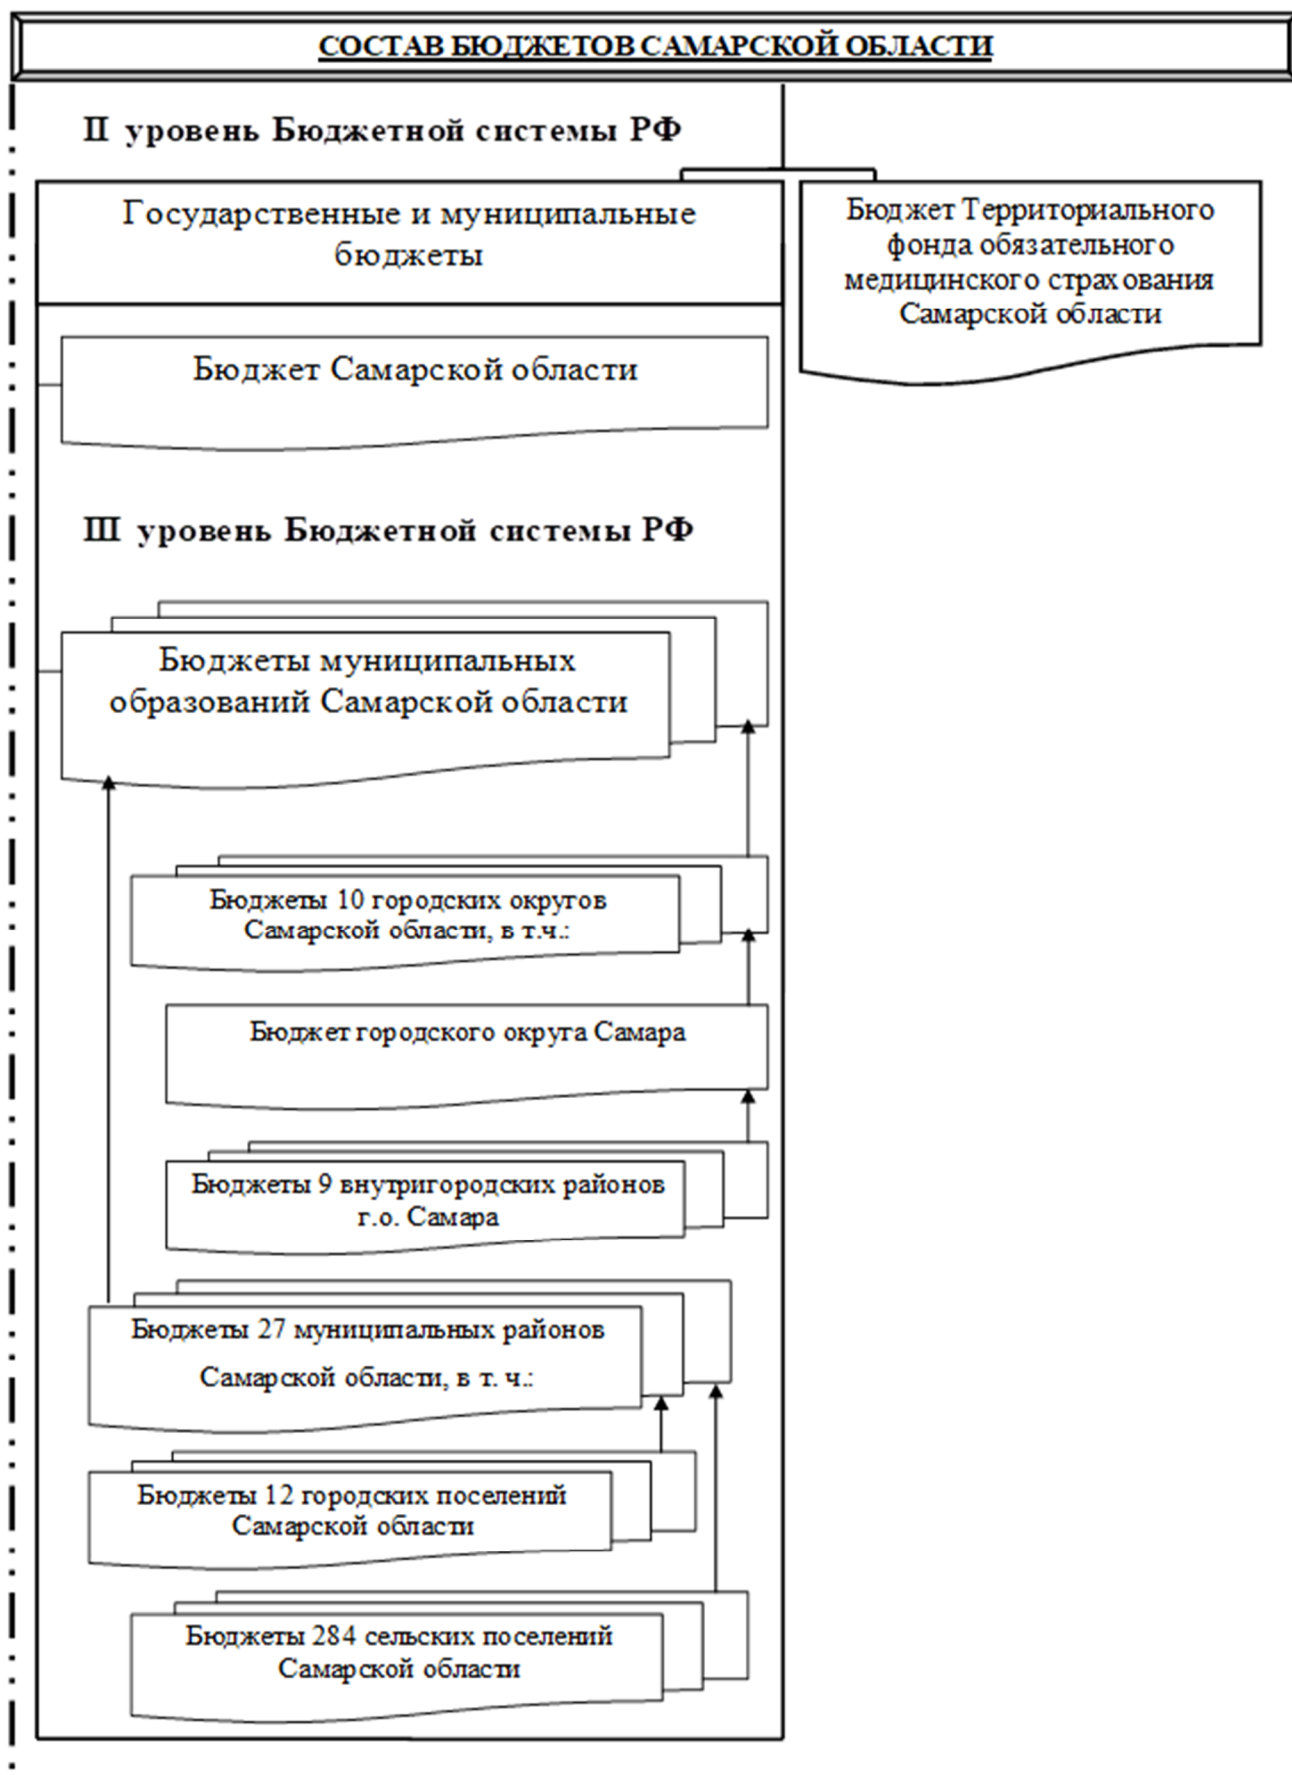 СОСТАВ БЮДЖЕТОВ САМАРСКОЙ ОБЛАСТИ
II уровень Бюджетной системы РФ
Государственные и муниципальные
бюджеты
Бюджет Территориального
фонда обязательного
медицинского страхования
Самарской области
Бюджет Самарской области
III уровень Бюджетной системы РФ
Бюджеты муниципальных
образований Самарской области
Бюджеты 10 городских округов
Самарской области, в т.ч.:
Бюджет городского округа Самара
Бюджеты 9 внутригородских районов
г.о. Самара
Бюджеты 27 муниципальных районов
Самарской области, в т. ч.:
Бюджеты 12 городских поселений
Самарской области
Бюджеты 284 сельских поселений
Самарской области